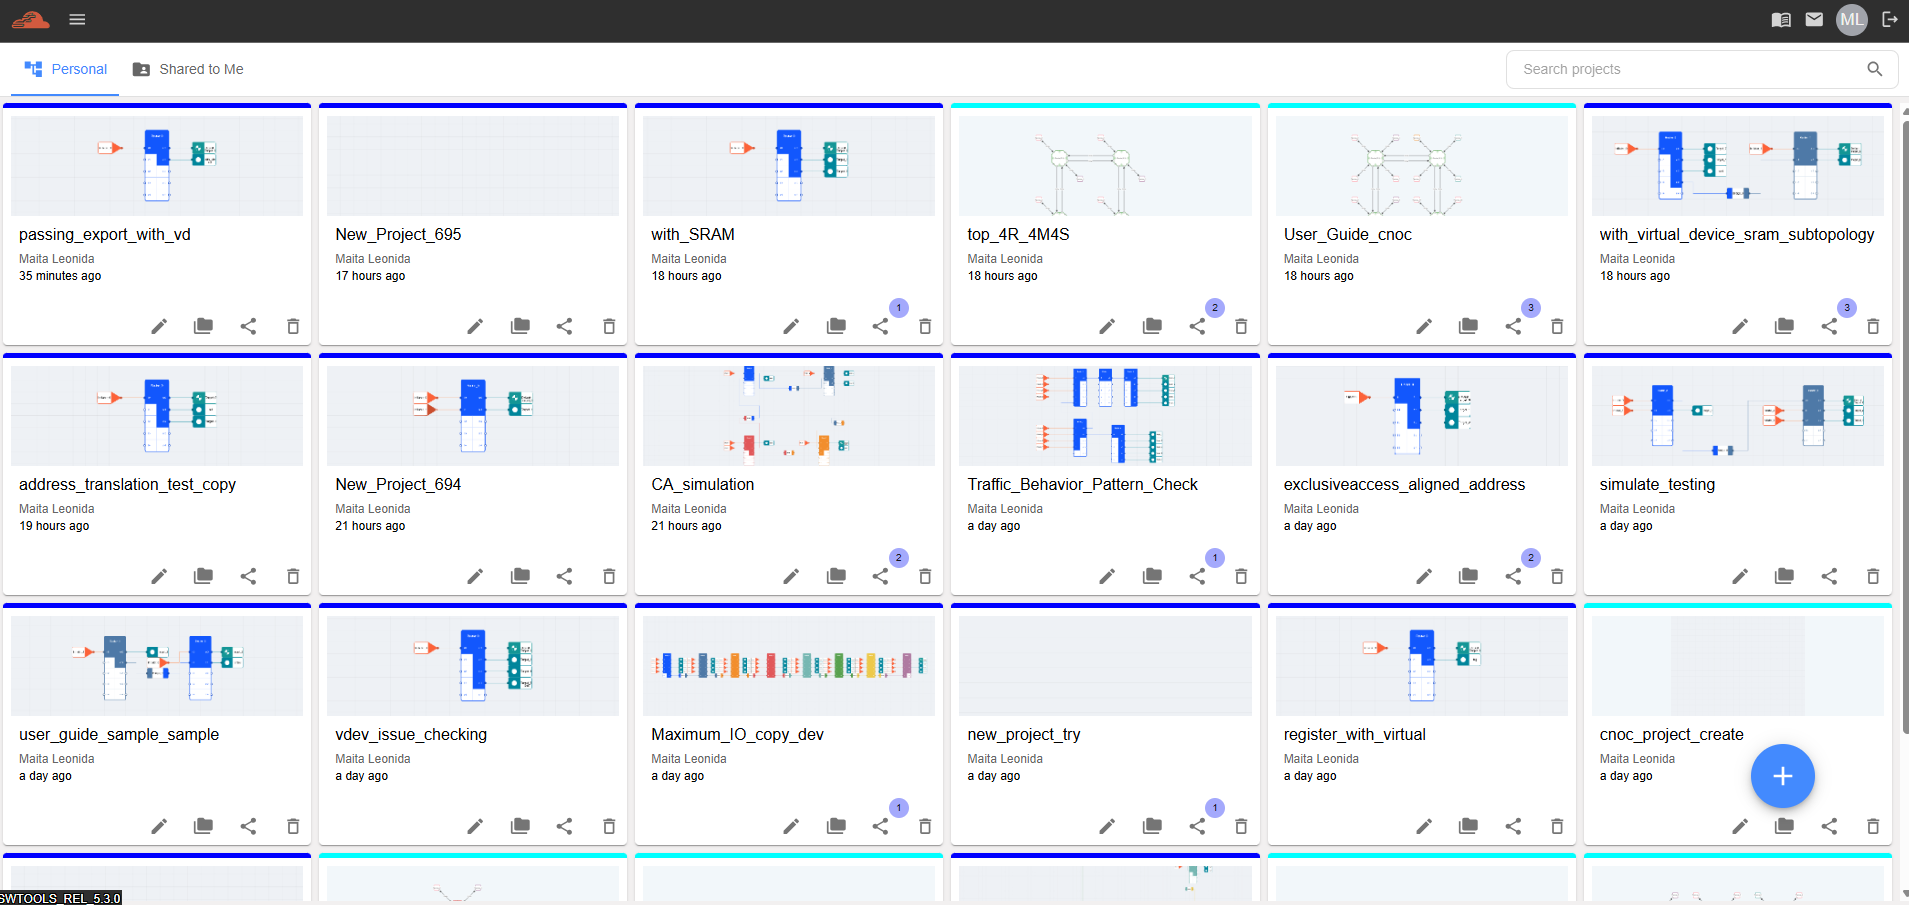 ML
Personal
Shared to Me
Search projects
passing_export_with_vd
Maita Leonida
35 minutes ago
New_Project_695
Maita Leonida
17 hours ago
with_SRAM
Maita Leonida
18 hours ago
1
top_4R_4M4S
Maita Leonida
18 hours ago
2
User_Guide_cnoc
Maita Leonida
18 hours ago
3
with_virtual_device_sram_subtopology
Maita Leonida
18 hours ago
3
address_translation_test_copy
Maita Leonida
19 hours ago
New_Project_694
Maita Leonida
21 hours ago
CA_simulation
Maita Leonida
21 hours ago
2
Traffic_Behavior_Pattern_Check
Maita Leonida
a day ago
1
exclusiveaccess_aligned_address
Maita Leonida
a day ago
2
simulate_testing
Maita Leonida
a day ago
user_guide_sample_sample
Maita Leonida
a day ago
vdev_issue_checking
Maita Leonida
a day ago
Maximum_IO_copy_dev
Maita Leonida
a day ago
1
new_project_try
Maita Leonida
a day ago
1
register_with_virtual
Maita Leonida
a day ago
cnoc_project_create
Maita Leonida
a day ago
SWTOOLS_REL_5.3.0